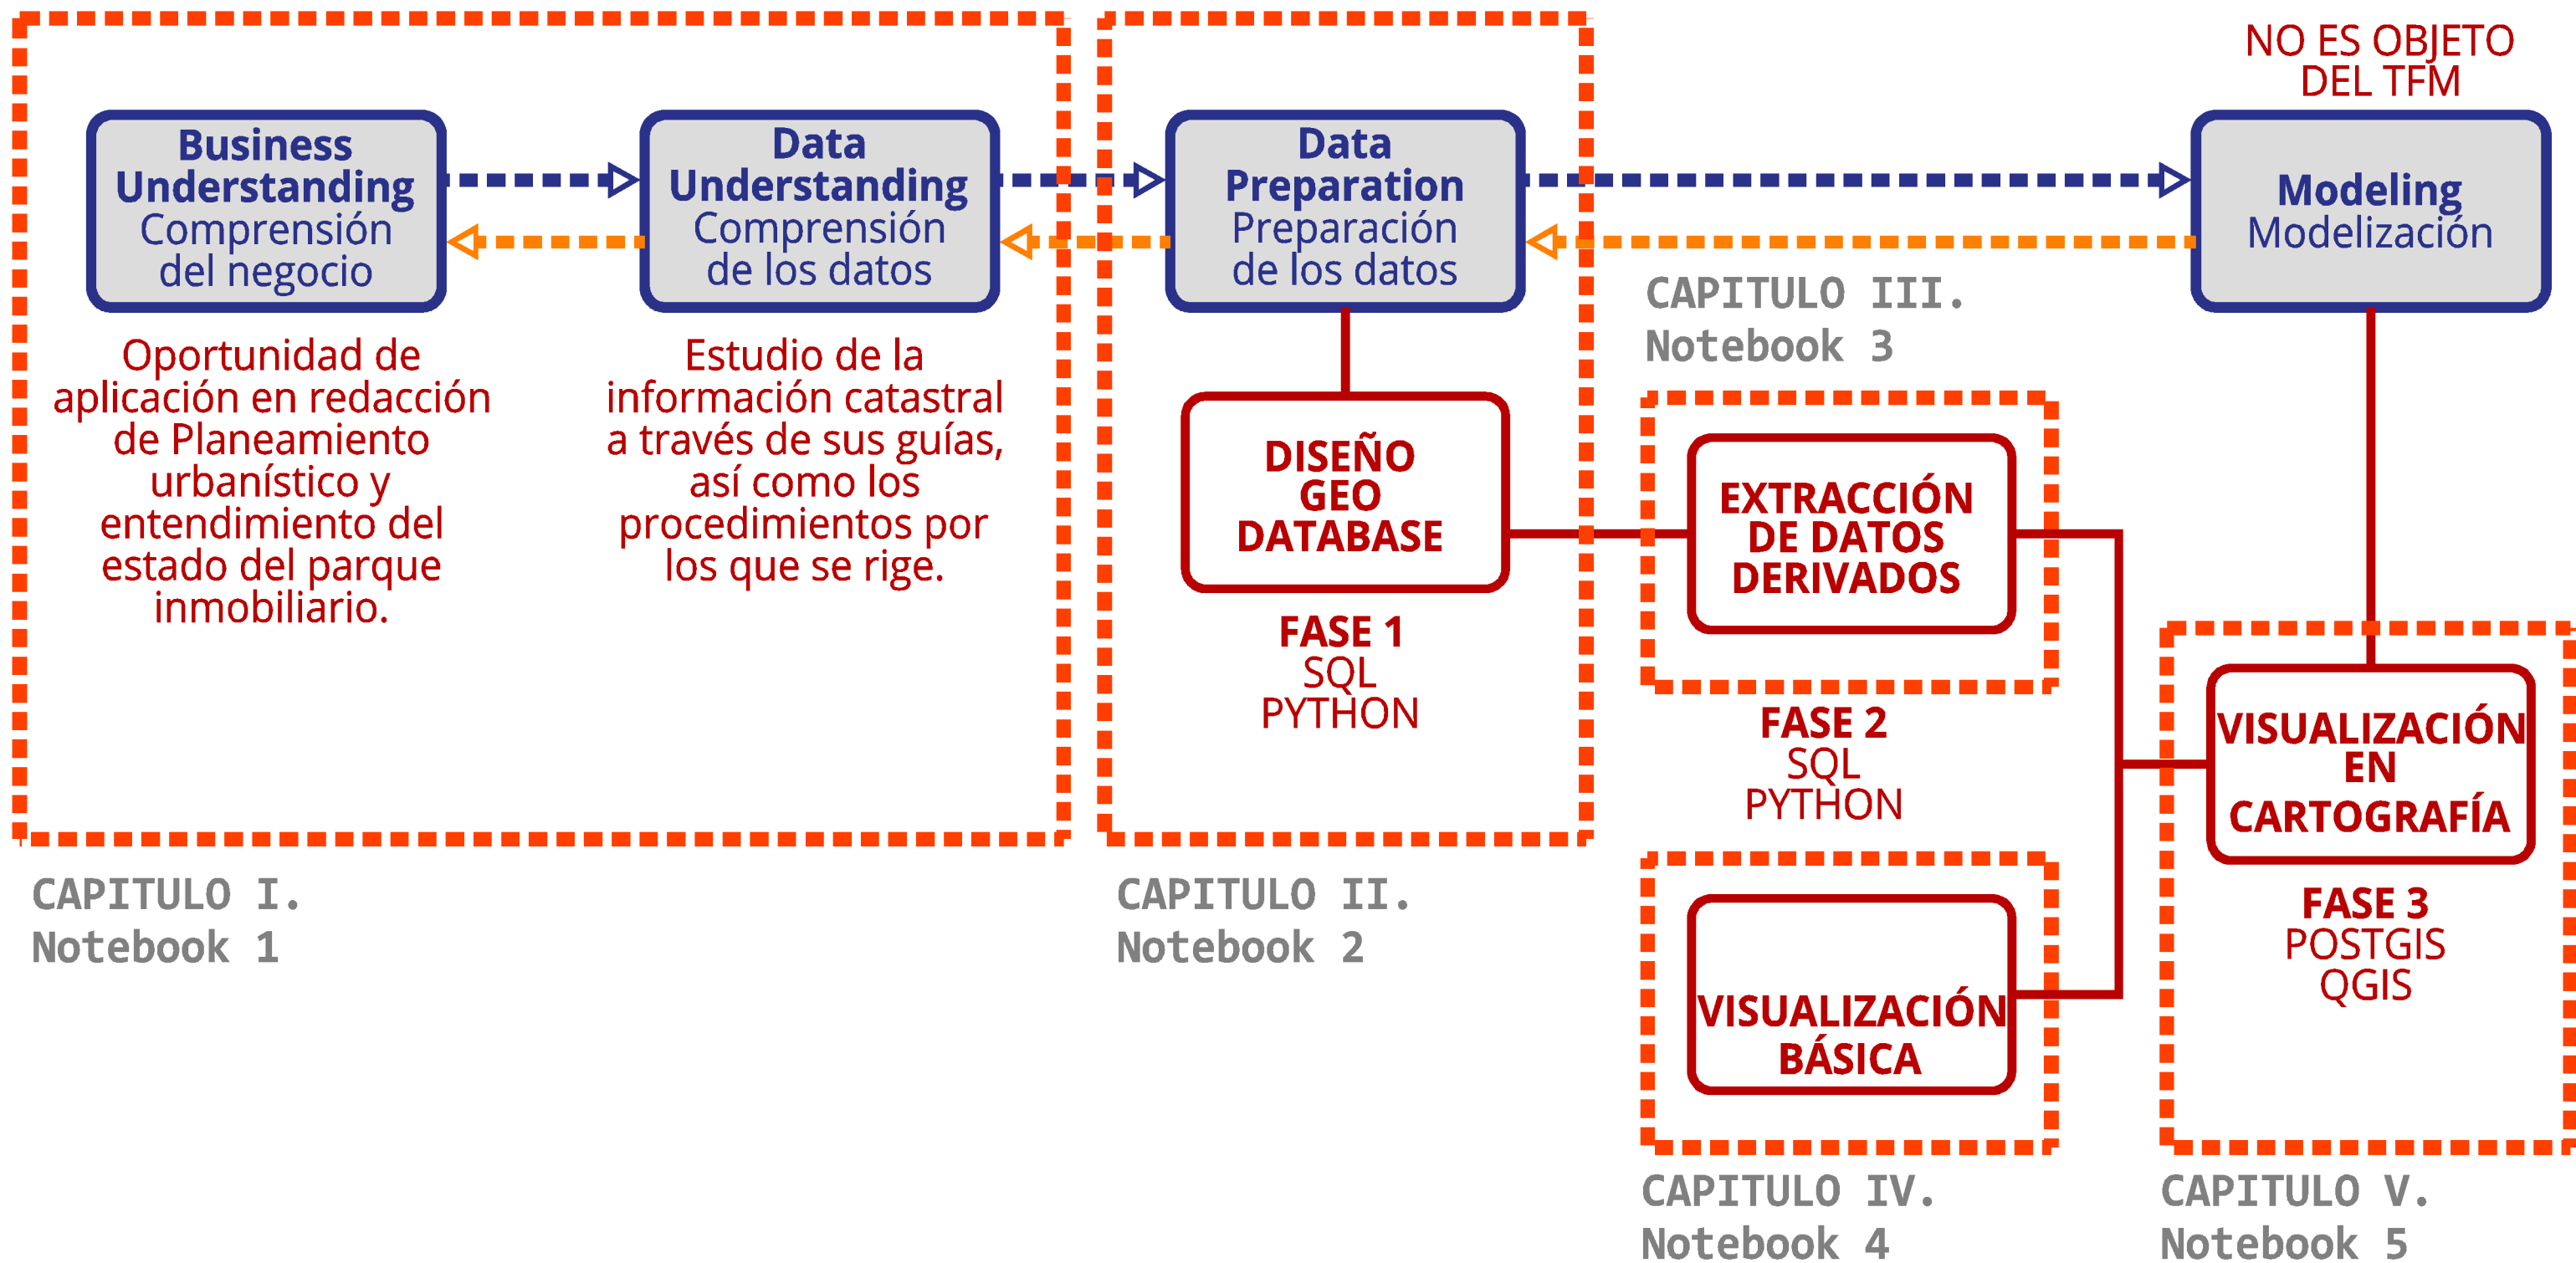 Business
Understanding
Comprensión
del negocio
Oportunidad de
aplicación en redacción
de Planeamiento
urbanístico y
entendimiento del
estado del parque
inmobiliario.
Data
Understanding
Comprensión
de los datos
Estudio de la
información catastral
a través de sus guías,
así como los
procedimientos por
los que se rige.
CAPITULO I.
Notebook 1
Data
Preparation
Preparación
de los datos
DISEÑO
GEO
DATABASE
FASE 1
SQL
PYTHON
CAPITULO II.
Notebook 2
CAPITULO III.
Notebook 3
EXTRACCIÓN
DE DATOS
DERIVADOS
FASE 2
SQL
PYTHON
VISUALIZACIÓN
BÁSICA
CAPITULO IV.
Notebook 4
NO ES OBJETO
DEL TFM
Modeling
Modelización
VISUALIZACIÓN
EN
CARTOGRAFÍA
FASE 3
POSTGIS
QGIS
CAPITULO V.
Notebook 5